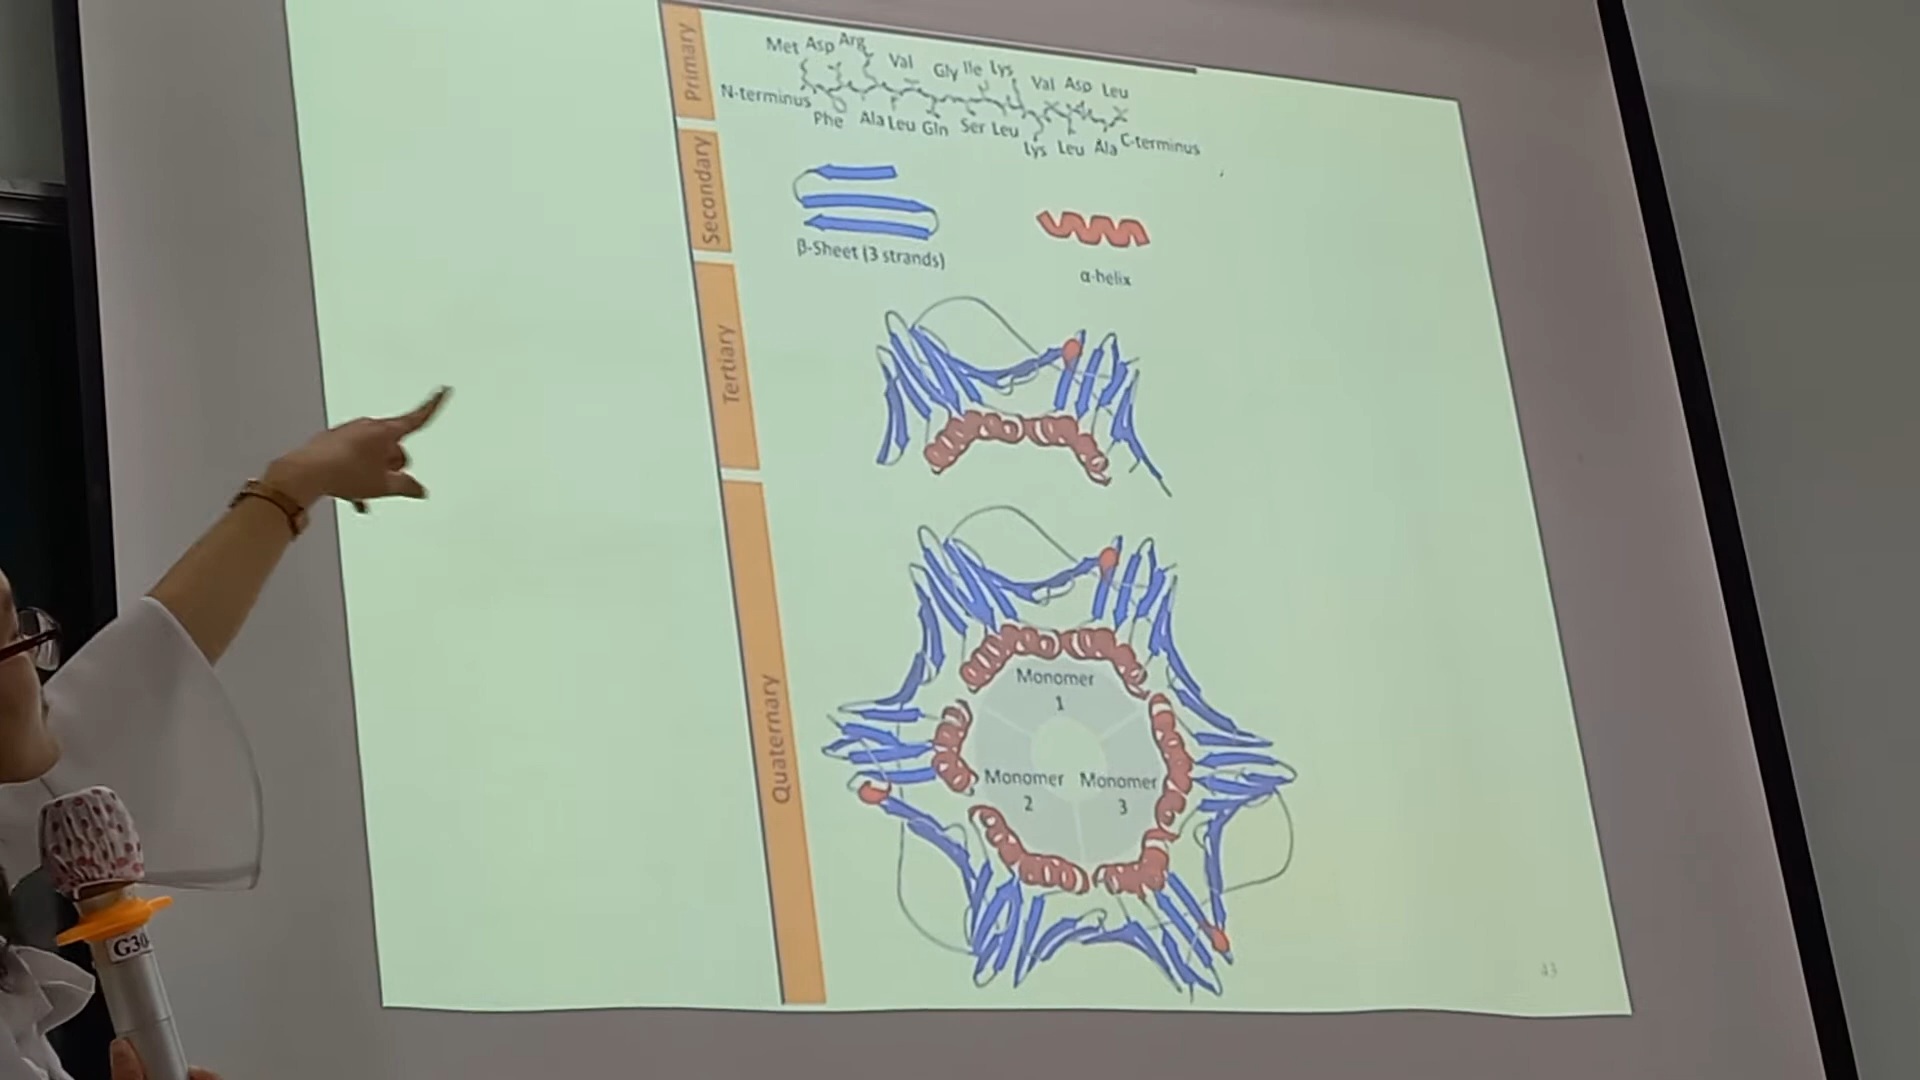 Primary
Met Asp Arg Val Gly Ile Lys Val Asp Leu
N-terminus
Phe Ala Leu Gln Ser Leu Lys Leu Ala
C-terminus
Secondary
β-Sheet (3 strands)
α-helix
Tertiary
Quaternary
Monomer
1
Monomer
2
Monomer
3
43